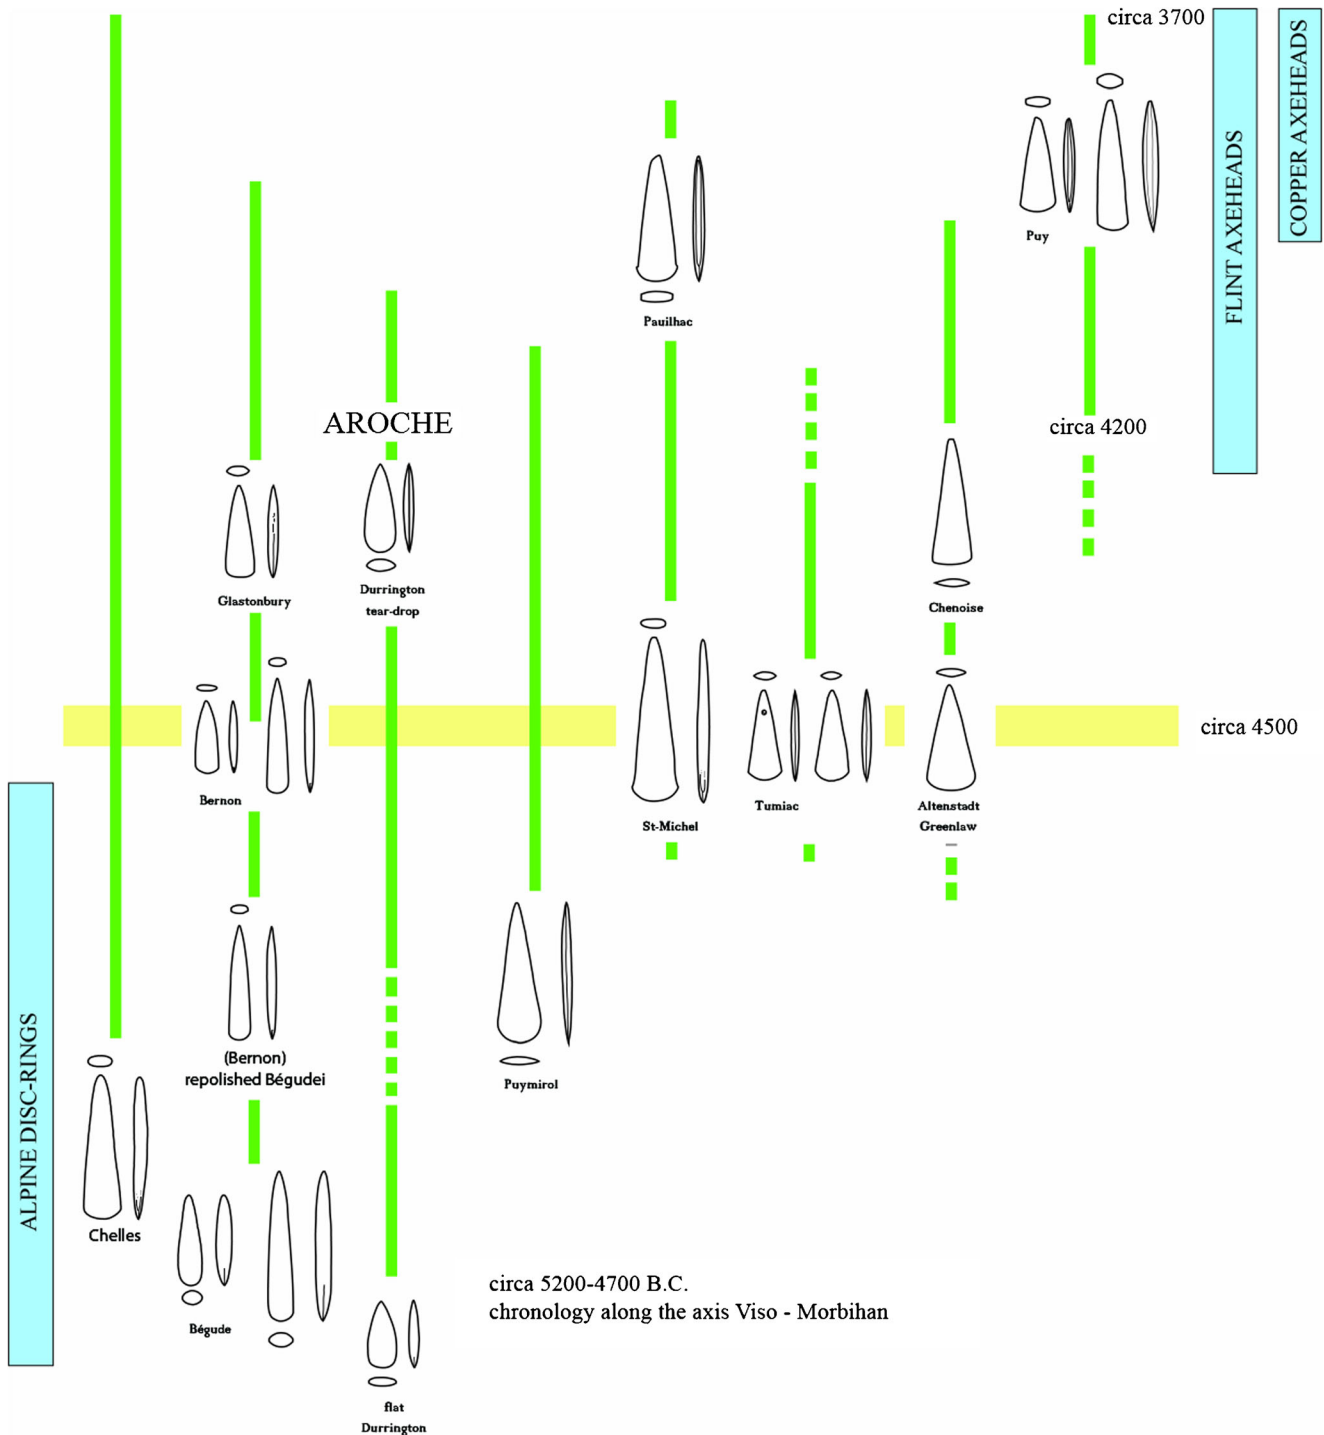 circa 3700
FLINT AXEHEADS
COPPER AXEHEADS
Puy
Pauilhac
AROCHE
circa 4200
Glastonbury
Durrington
tear-drop
Chenoise
circa 4500
Bernon
St-Michel
Tumiac
Altenstadt
Greenlaw
ALPINE DISC-RINGS
(Bernon)
repolished Bégudei
Puymirol
Chelles
Bégude
circa 5200-4700 B.C.
chronology along the axis Viso - Morbihan
flat
Durrington